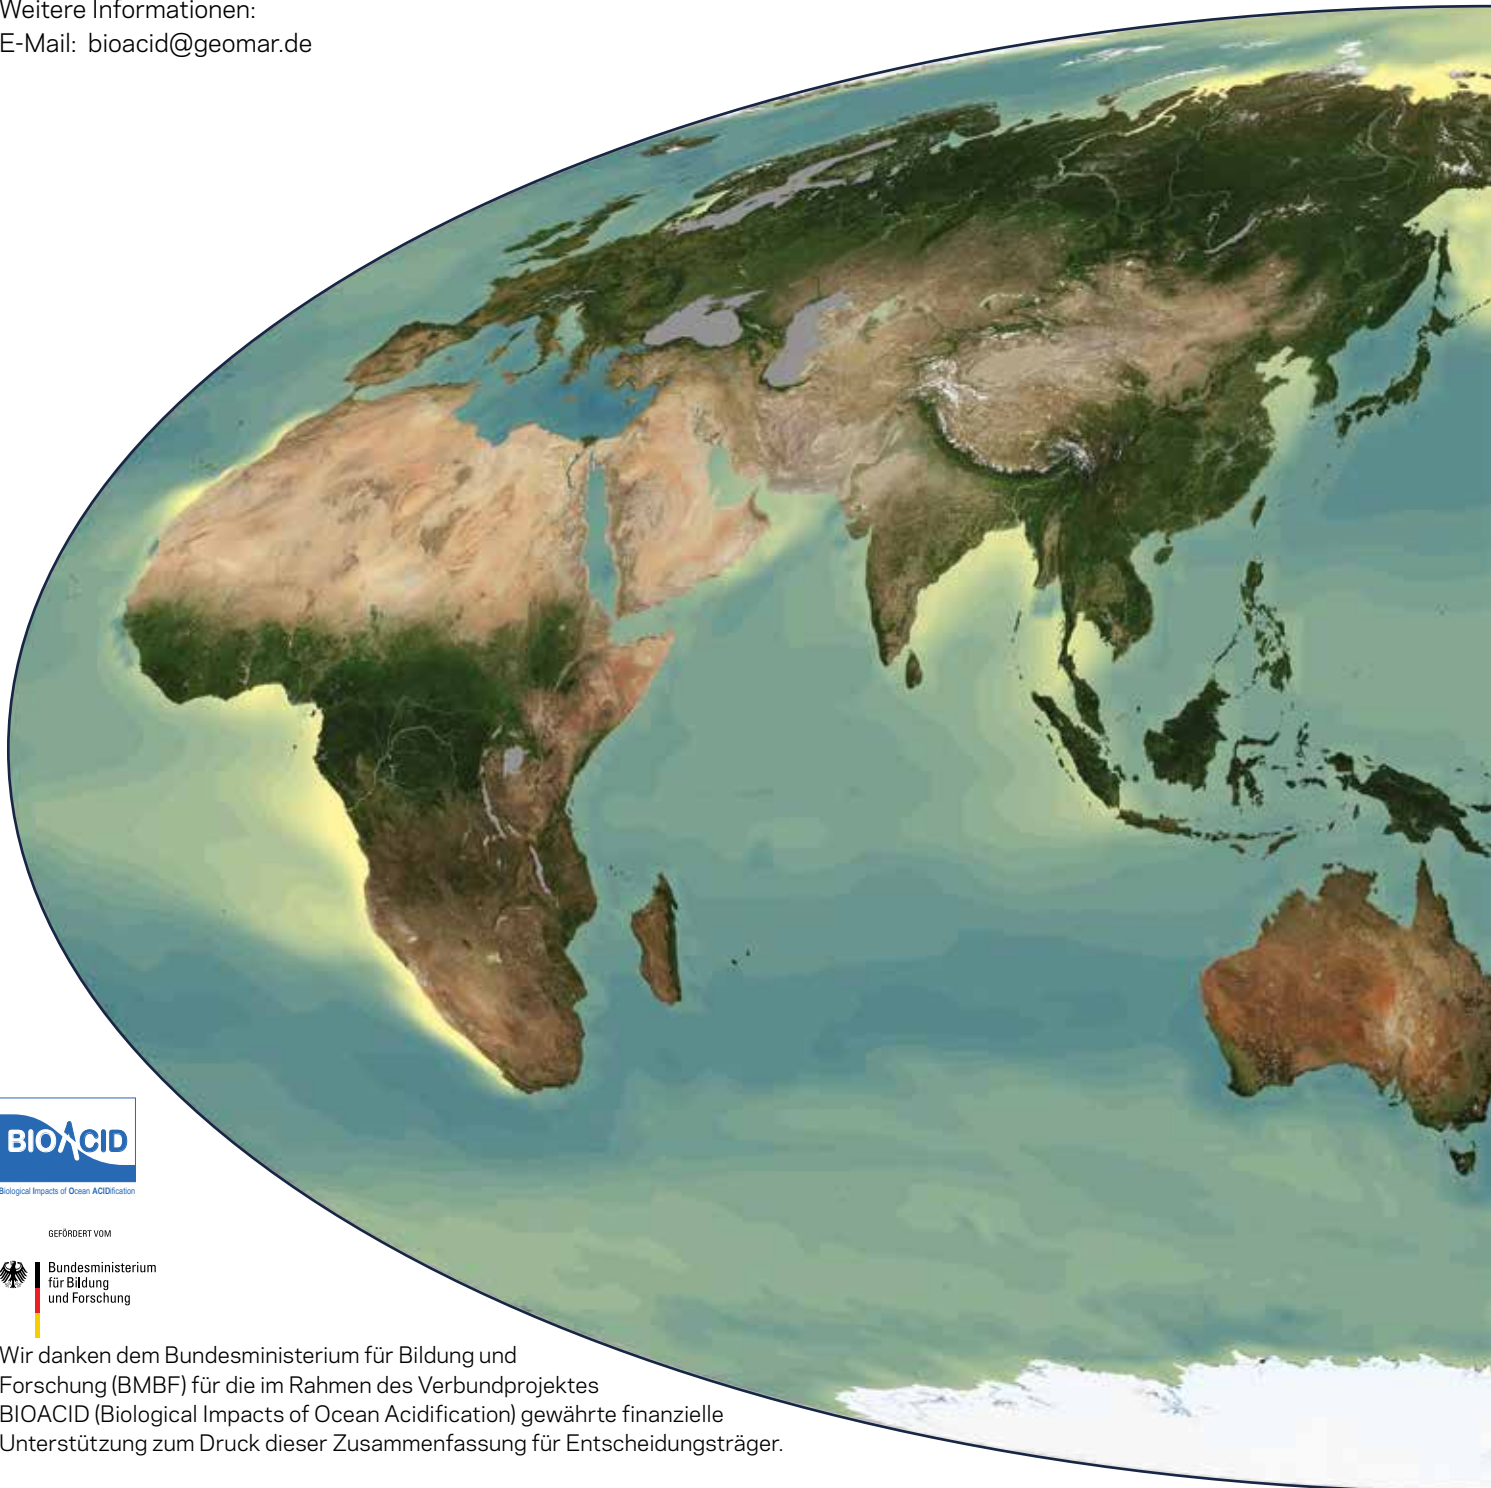 Weitere Informationen:
E-Mail: bioacid@geomar.de
BIOACID
Biological Impacts of Ocean ACIDification
GEFÖRDERT VOM
Bundesministerium
für Bildung
und Forschung
Wir danken dem Bundesministerium für Bildung und
Forschung (BMBF) für die im Rahmen des Verbundprojektes
BIOACID (Biological Impacts of Ocean Acidification) gewährte finanzielle
Unterstützung zum Druck dieser Zusammenfassung für Entscheidungsträger.